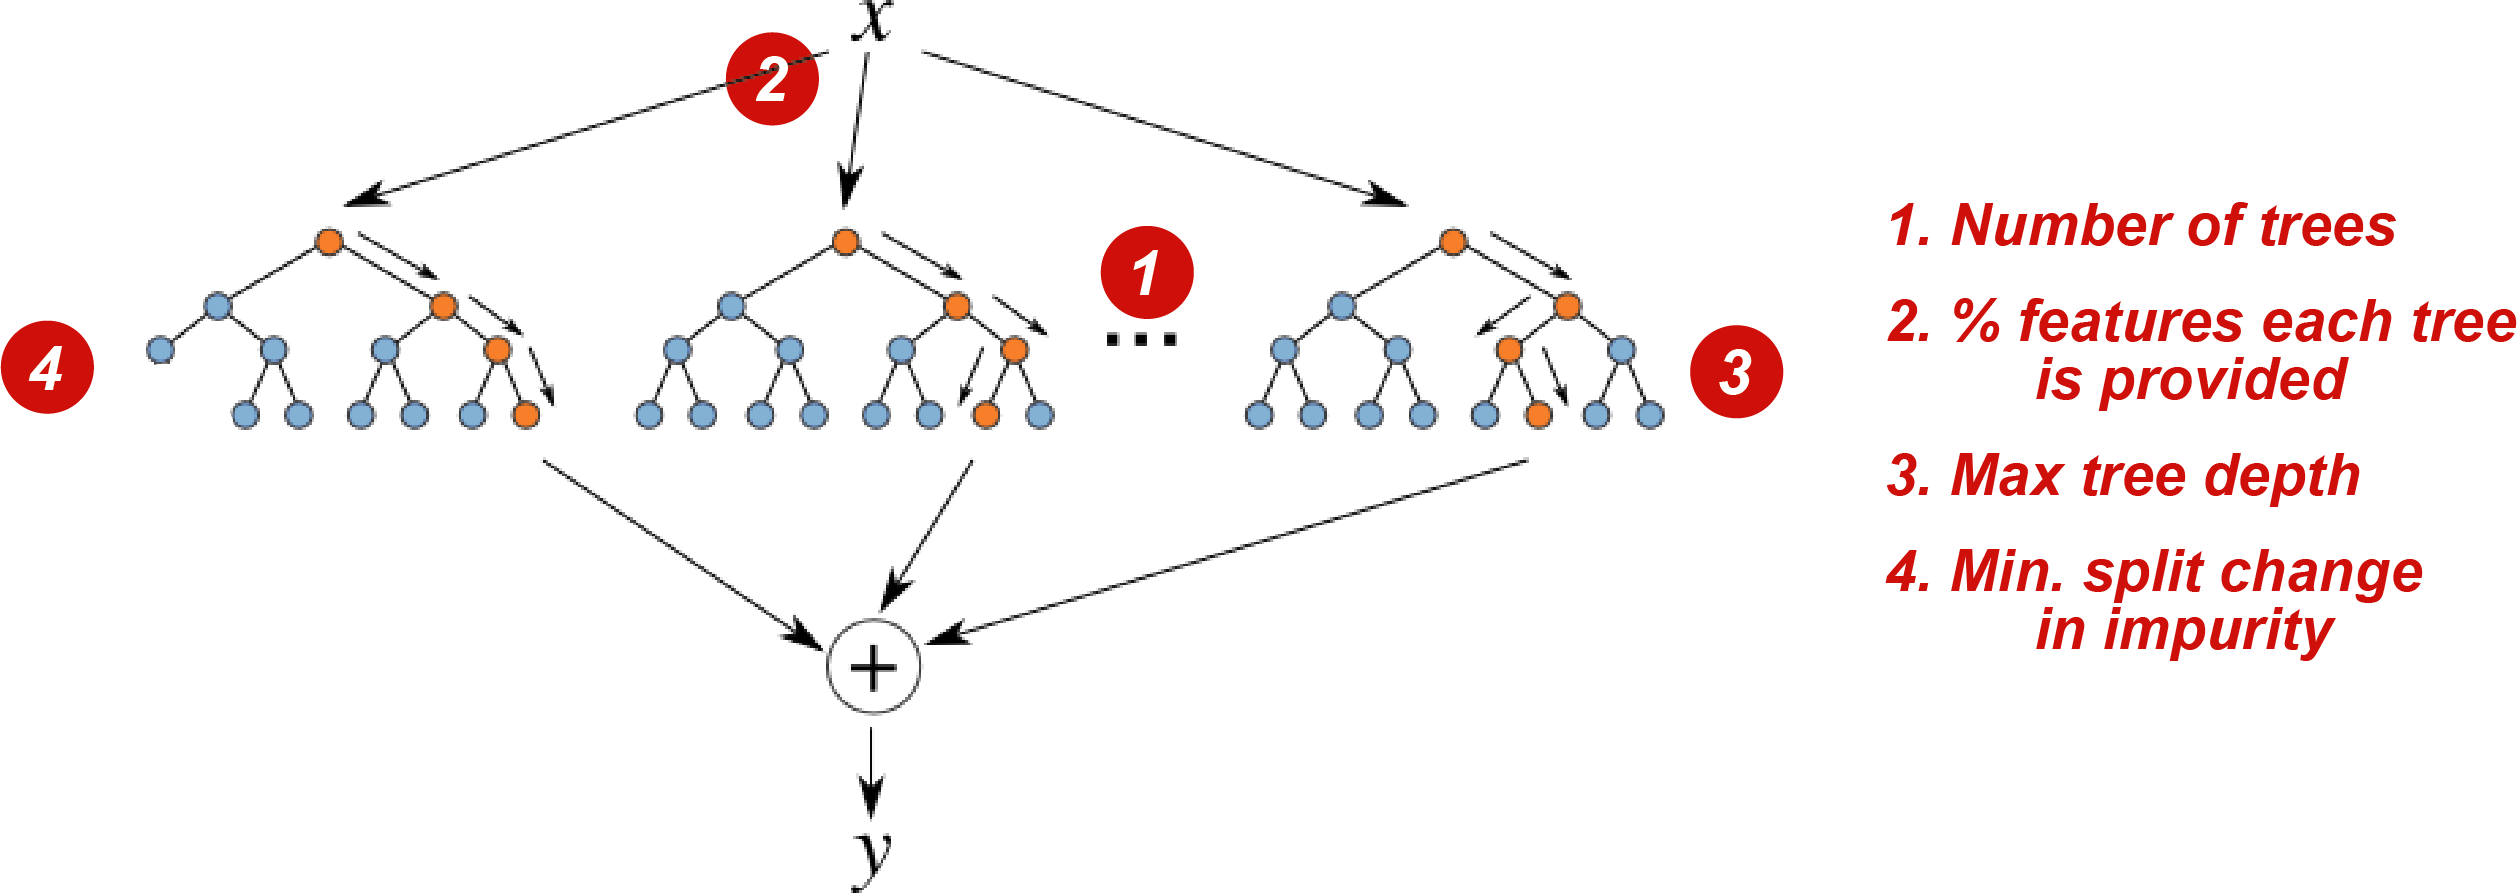 x
2
1
4
3
+
y
1. Number of trees
2. % features each tree
is provided
3. Max tree depth
4. Min. split change
in impurity